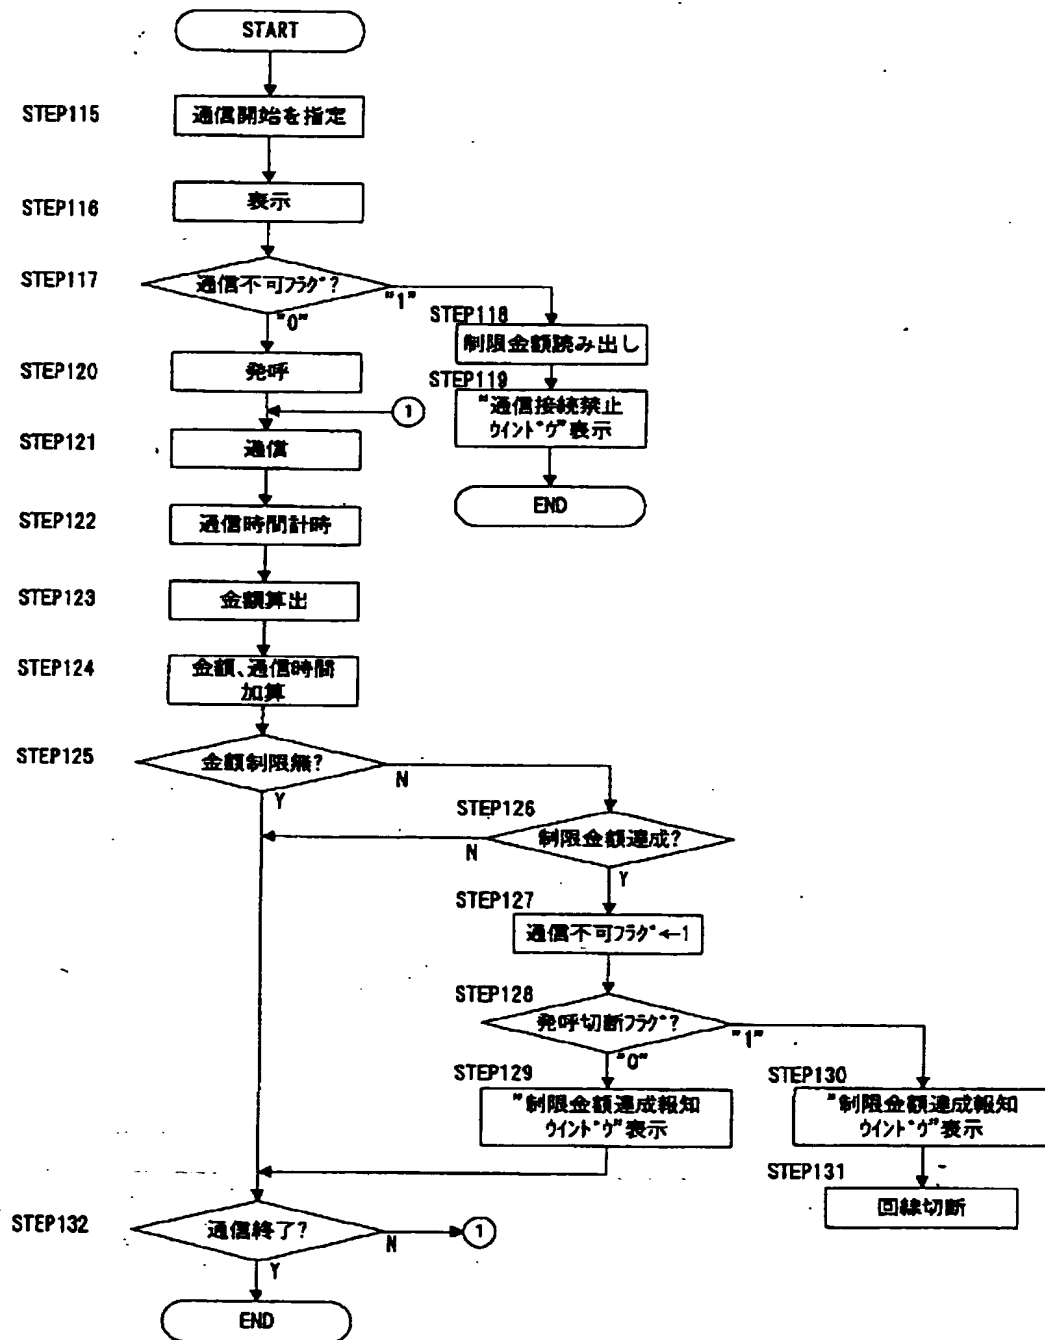 START
STEP115
通信開始を指定
STEP116
表示
STEP117
通信不可フラグ?
"1"
"0"
STEP118
制限金額読み出し
STEP119
"通信接続禁止
ウインドウ"表示
END
STEP120
発呼
1
STEP121
通信
STEP122
通信時間計時
STEP123
金額算出
STEP124
金額、通信時間
加算
STEP125
金額制限無?
N
Y
STEP126
制限金額達成?
N
Y
STEP127
通信不可フラグ←1
STEP128
発呼切断フラグ?
"1"
"0"
STEP129
"制限金額達成報知
ウインドウ"表示
STEP130
"制限金額達成報知
ウインドウ"表示
STEP131
回線切断
STEP132
通信終了?
N
1
Y
END